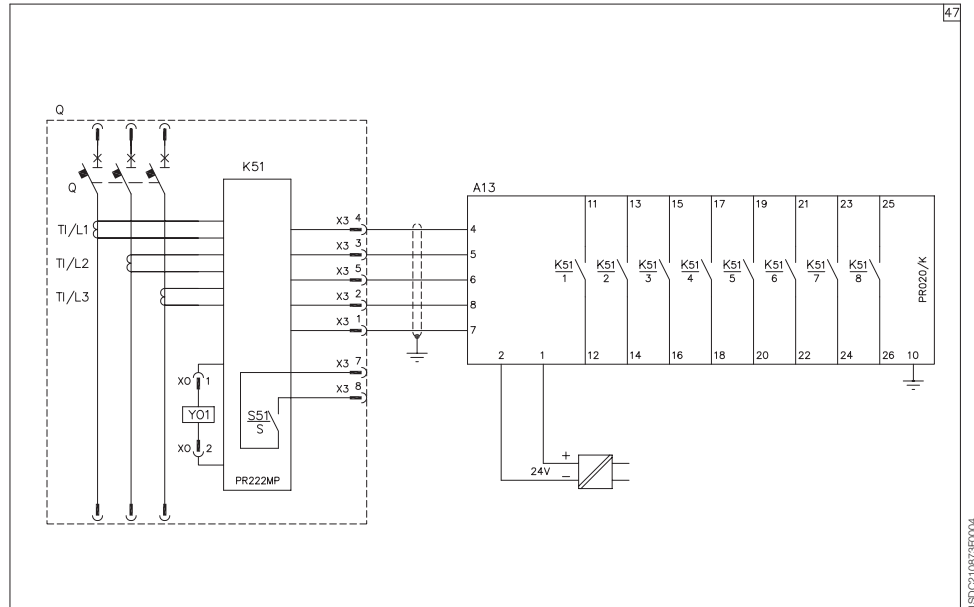 47
Q
Q
K51
TI/L1
TI/L2
TI/L3
X3 4
X3 3
X3 5
X3 2
X3 1
X3 7
X3 8
XO 1
YO1
XO 2
S51
S
PR222MP
A13
11 13 15 17 19 21 23 25
4
5
6
8
7
K51 K51 K51 K51 K51 K51 K51 K51
1 2 3 4 5 6 7 8
PR020/K
2 1 12 14 16 18 20 22 24 26 10
+
24V
−
1SDC210873F0004